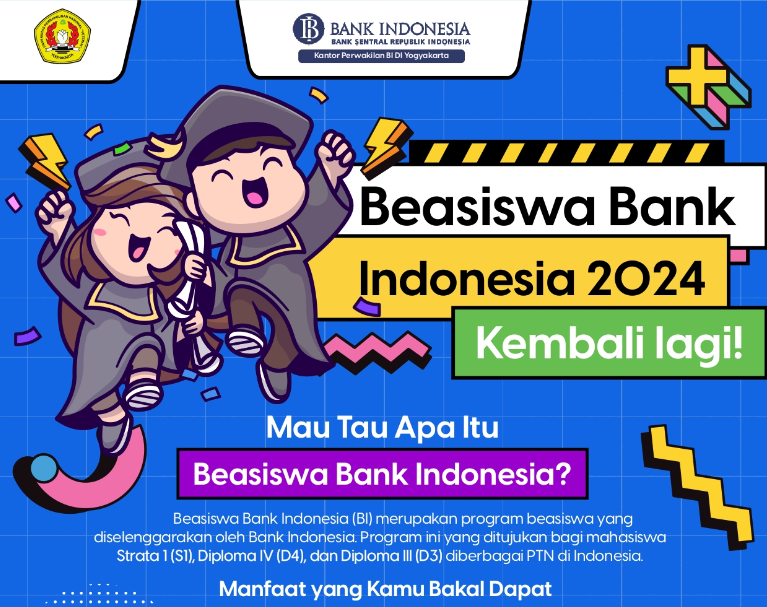 BANK INDONESIA
BANK SENTRAL REPUBLIK INDONESIA
Kantor Perwakilan BI DI Yogyakarta
Beasiswa Bank
Indonesia 2024
Kembali lagi!
Mau Tau Apa Itu
Beasiswa Bank Indonesia?
Beasiswa Bank Indonesia (BI) merupakan program beasiswa yang
diselenggarakan oleh Bank Indonesia. Program ini yang ditujukan bagi mahasiswa
Strata 1 (S1), Diploma IV (D4), dan Diploma III (D3) diberbagai PTN di Indonesia.
Manfaat yang Kamu Bakal Dapat